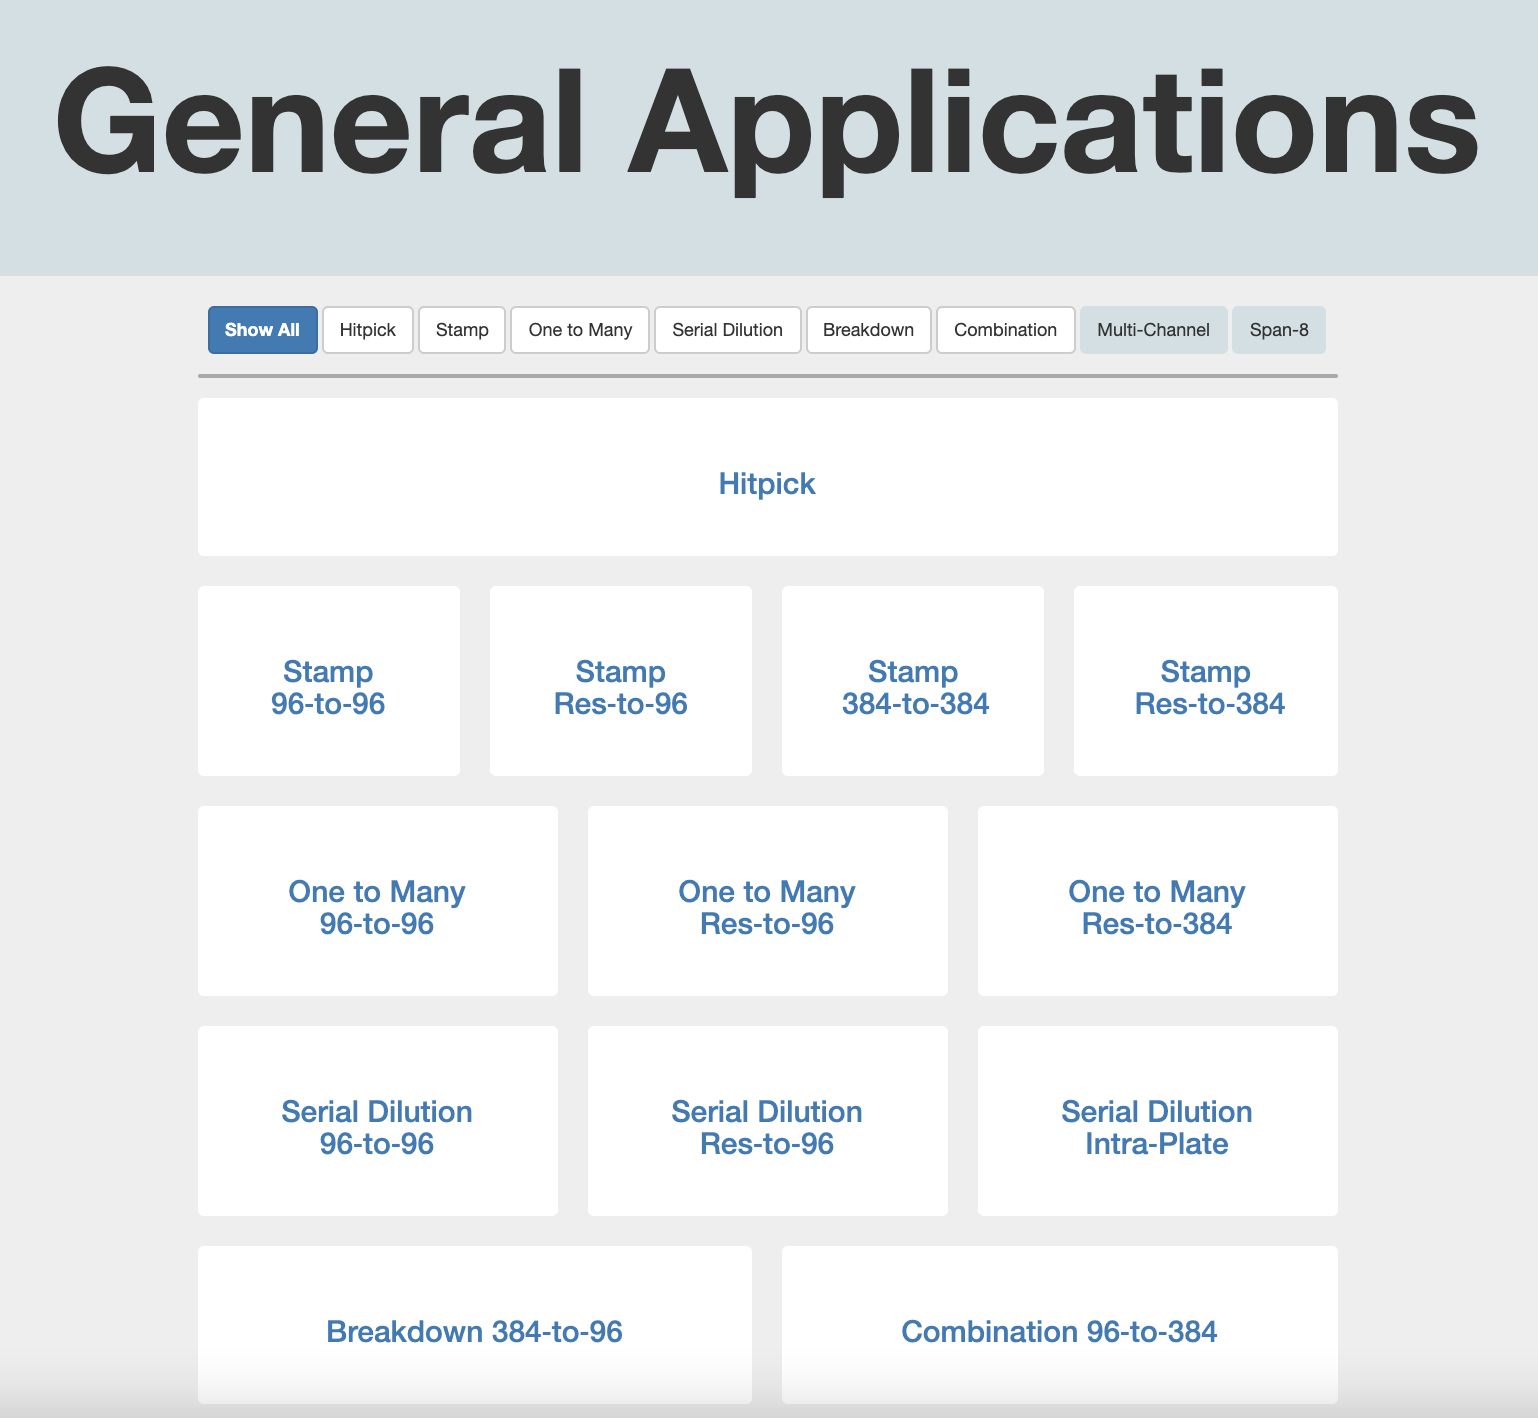 General Applications
Show All Hitpick Stamp One to Many Serial Dilution Breakdown Combination Multi-Channel Span-8
Hitpick
Stamp
96-to-96
Stamp
Res-to-96
Stamp
384-to-384
Stamp
Res-to-384
One to Many
96-to-96
One to Many
Res-to-96
One to Many
Res-to-384
Serial Dilution
96-to-96
Serial Dilution
Res-to-96
Serial Dilution
Intra-Plate
Breakdown 384-to-96
Combination 96-to-384